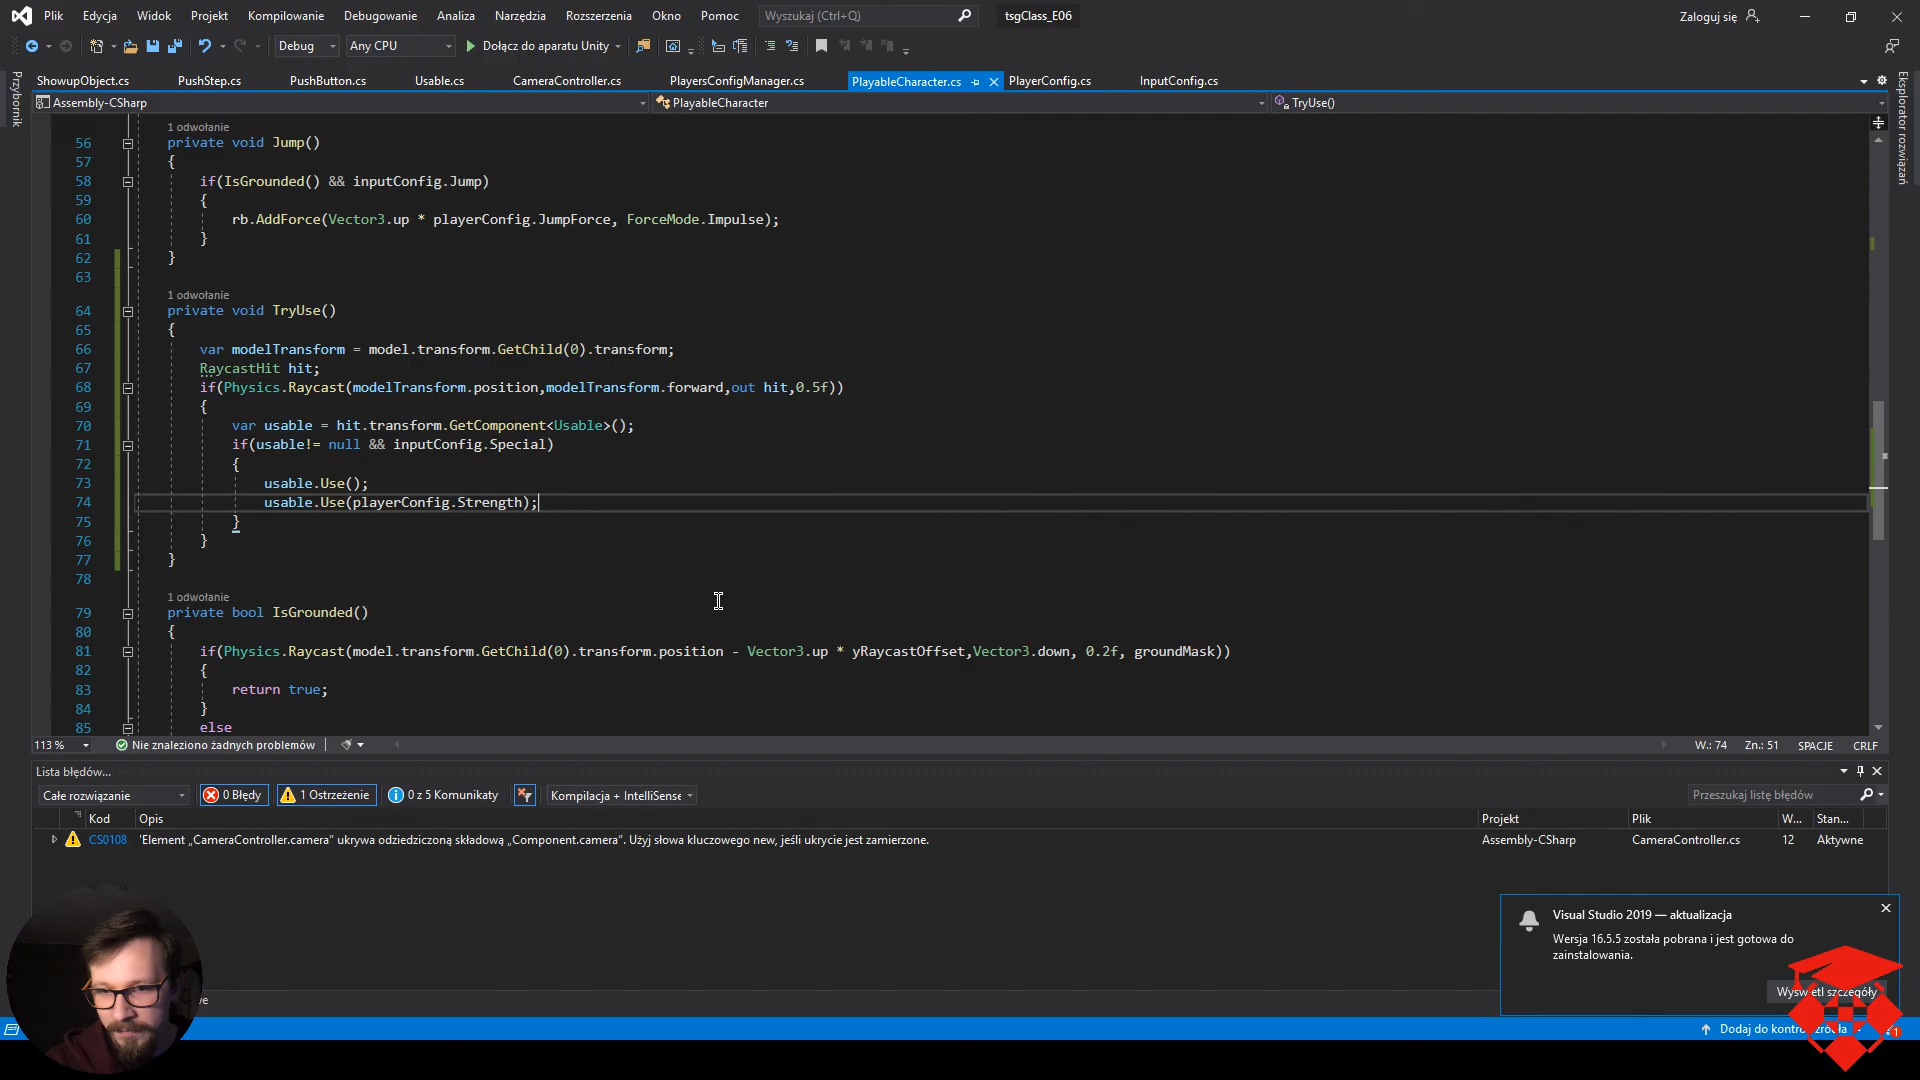 Plik Edycja Widok Projekt Kompilowanie Debugowanie Analiza Narzędzia Rozszerzenia Okno Pomoc Wyszukaj (Ctrl+Q) tsgClass_E06 Zaloguj się
Debug Any CPU Dołącz do aparatu Unity
Przybornik
ShowupObject.cs PushStep.cs PushButton.cs Usable.cs CameraController.cs PlayersConfigManager.cs PlayableCharacter.cs PlayerConfig.cs InputConfig.cs
Eksplorator rozwiązań
Assembly-CSharp PlayableCharacter TryUse()
1 odwołanie
56 private void Jump()
57 {
58 if(IsGrounded() && inputConfig.Jump)
59 {
60 rb.AddForce(Vector3.up * playerConfig.JumpForce, ForceMode.Impulse);
61 }
62 }
63
1 odwołanie
64 private void TryUse()
65 {
66 var modelTransform = model.transform.GetChild(0).transform;
67 RaycastHit hit;
68 if(Physics.Raycast(modelTransform.position,modelTransform.forward,out hit,0.5f))
69 {
70 var usable = hit.transform.GetComponent<Usable>();
71 if(usable!= null && inputConfig.Special)
72 {
73 usable.Use();
74 usable.Use(playerConfig.Strength);
75 }
76 }
77 }
78
1 odwołanie
79 private bool IsGrounded()
80 {
81 if(Physics.Raycast(model.transform.GetChild(0).transform.position - Vector3.up * yRaycastOffset,Vector3.down, 0.2f, groundMask))
82 {
83 return true;
84 }
85 else
113 % Nie znaleziono żadnych problemów W.: 74 Zn.: 51 SPACJE CRLF
Lista błędów...
Całe rozwiązanie 0 Błędy 1 Ostrzeżenie 0 z 5 Komunikaty Kompilacja + IntelliSense Przeszukaj listę błędów
Kod Opis Projekt Plik W... Stan...
CS0108 'Element „CameraController.camera” ukrywa odziedziczoną składową „Component.camera”. Użyj słowa kluczowego new, jeśli ukrycie jest zamierzone. Assembly-CSharp CameraController.cs 12 Aktywne
Visual Studio 2019 — aktualizacja
Wersja 16.5.5 została pobrana i jest gotowa do
zainstalowania.
Wyświetl szczegóły
Dodaj do kontroli źródła 1